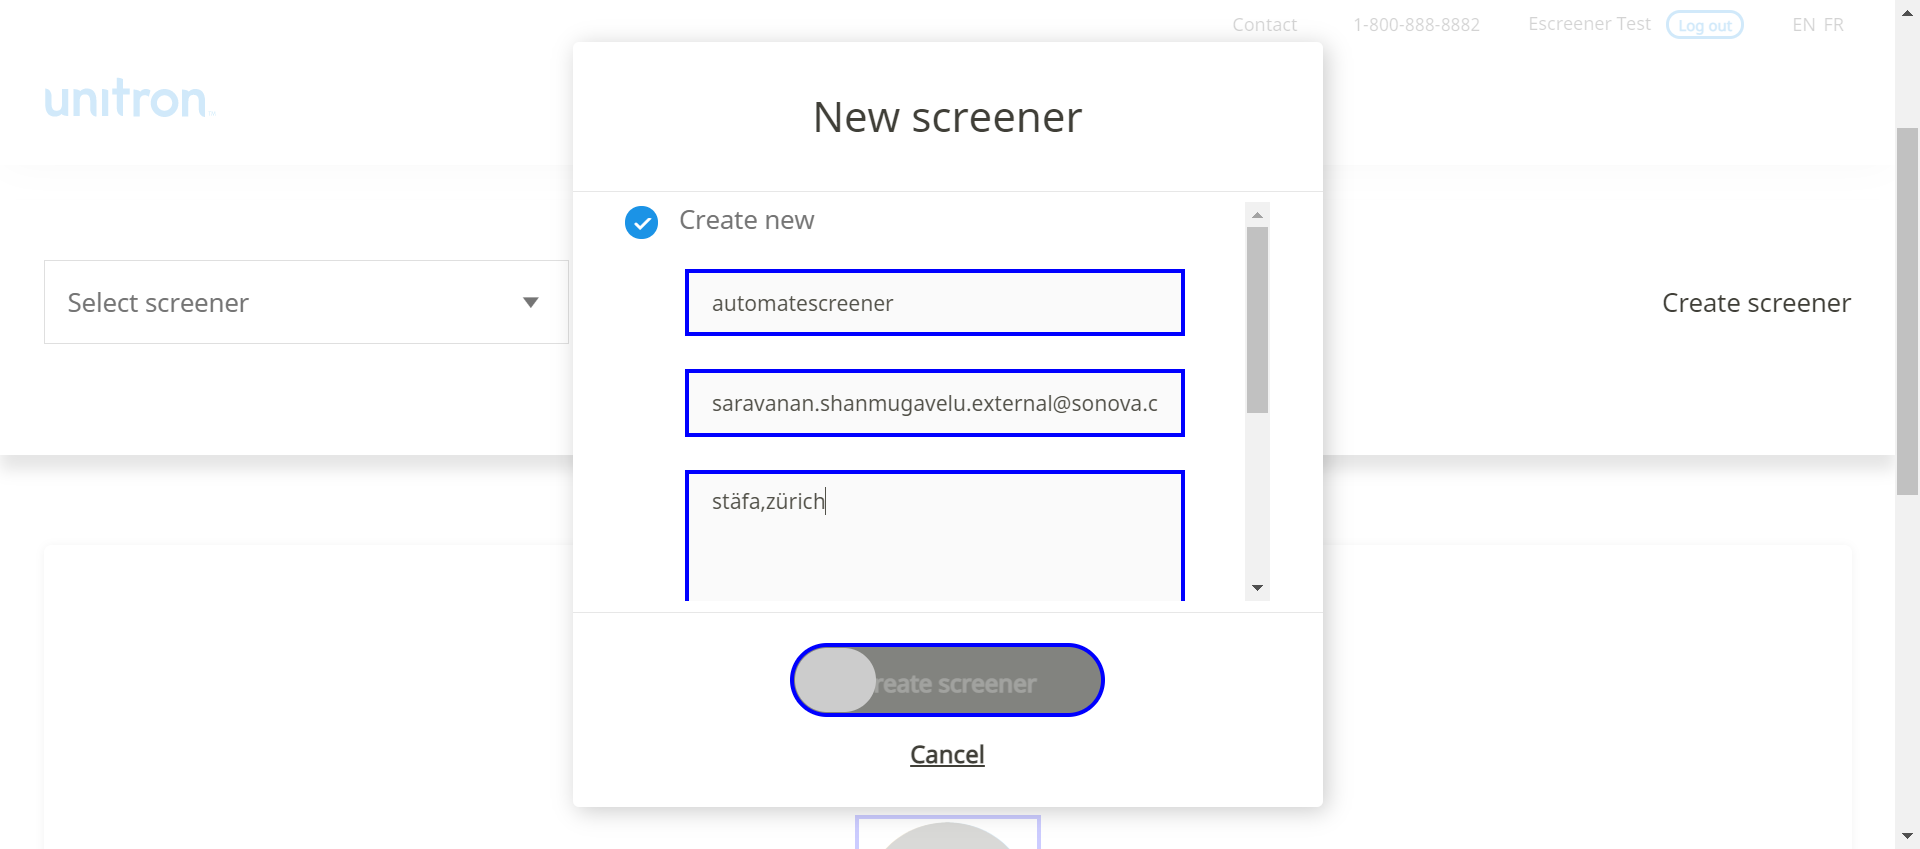 Contact 1-800-888-8882 Escreener Test Log out EN FR
unitron
New screener
Create new
Select screener
automatescreener
Create screener
saravanan.shanmugavelu.external@sonova.c
stäfa,zürich
reate screener
Cancel